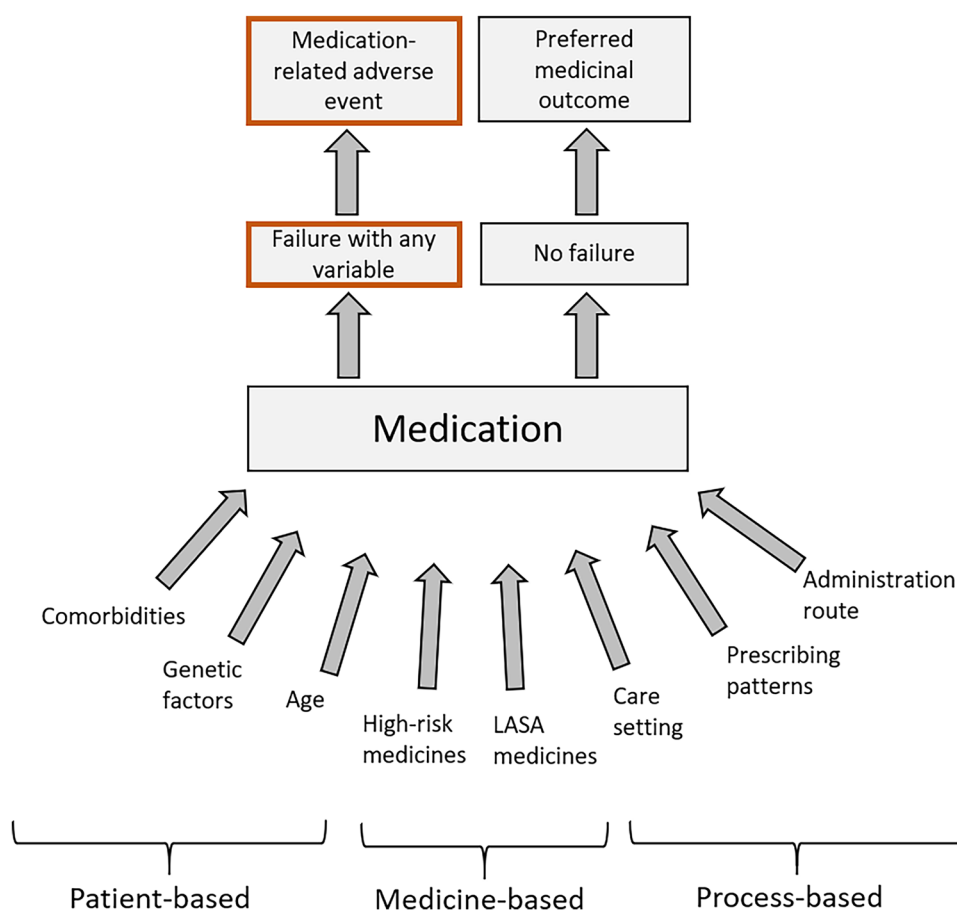 Medication-
related adverse
event
Preferred
medicinal
outcome
Failure with any
variable
No failure
Medication
Comorbidities
Genetic
factors
Age
High-risk
medicines
LASA
medicines
Care
setting
Prescribing
patterns
Administration
route
Patient-based
Medicine-based
Process-based